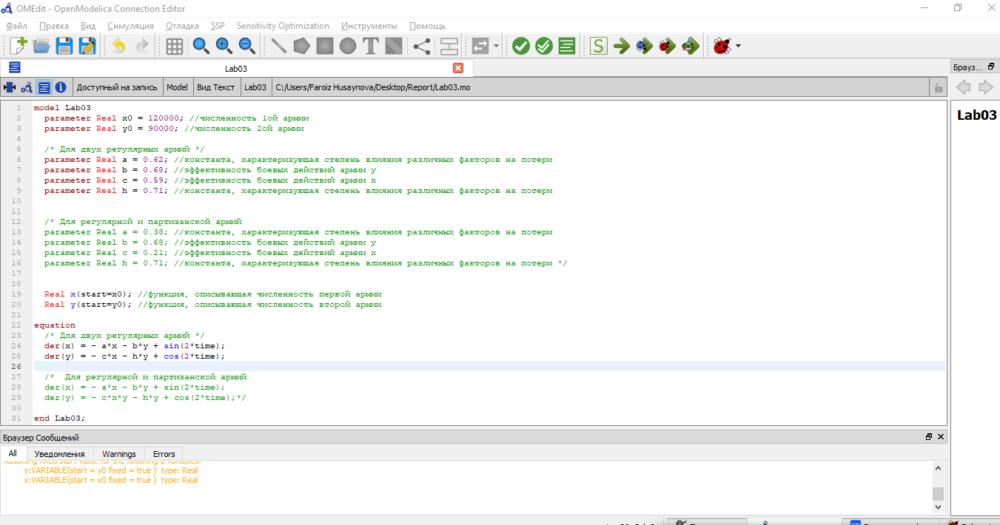 OMEdit - OpenModelica Connection Editor
Файл Правка Вид Симуляция Отладка SSP Sensitivity Optimization Инструменты Помощь
T S
Lab03
Брауз...
Доступный на запись Model Вид Текст Lab03 C:/Users/Faroiz Husaynova/Desktop/Report/Lab03.mo
Lab03
1 model Lab03
2 parameter Real x0 = 120000; //численность 1ой армии
3 parameter Real y0 = 90000; //численность 2ой армии
4
5 /* Для двух регулярных армий */
6 parameter Real a = 0.62; //константа, характеризующая степень влияния различных факторов на потери
7 parameter Real b = 0.68; //эффективность боевых действий армии у
8 parameter Real c = 0.59; //эффективность боевых действий армии х
9 parameter Real h = 0.71; //константа, характеризующая степень влияния различных факторов на потери
10
11
12 /* Для регулярной и партизанской армий
13 parameter Real a = 0.38; //константа, характеризующая степень влияния различных факторов на потери
14 parameter Real b = 0.68; //эффективность боевых действий армии у
15 parameter Real c = 0.21; //эффективность боевых действий армии х
16 parameter Real h = 0.71; //константа, характеризующая степень влияния различных факторов на потери */
17
18
19 Real x(start=x0); //функция, описывающая численность первой армии
20 Real y(start=y0); //функция, описывающая численность второй армии
21
22 equation
23 /* Для двух регулярных армий */
24 der(x) = - a*x - b*y + sin(2*time);
25 der(y) = - c*x - h*y + cos(2*time);
26
27 /*  Для регулярной и партизанской армий
28 der(x) = - a*x - b*y + sin(2*time);
29 der(y) = - c*x*y - h*y + cos(2*time);*/
30
31 end Lab03;
Браузер Сообщений
All Уведомления Warnings Errors
Assuming fixed start value for the following 2 variables:
y:VARIABLE(start = y0 fixed = true ) type: Real
x:VARIABLE(start = x0 fixed = true ) type: Real